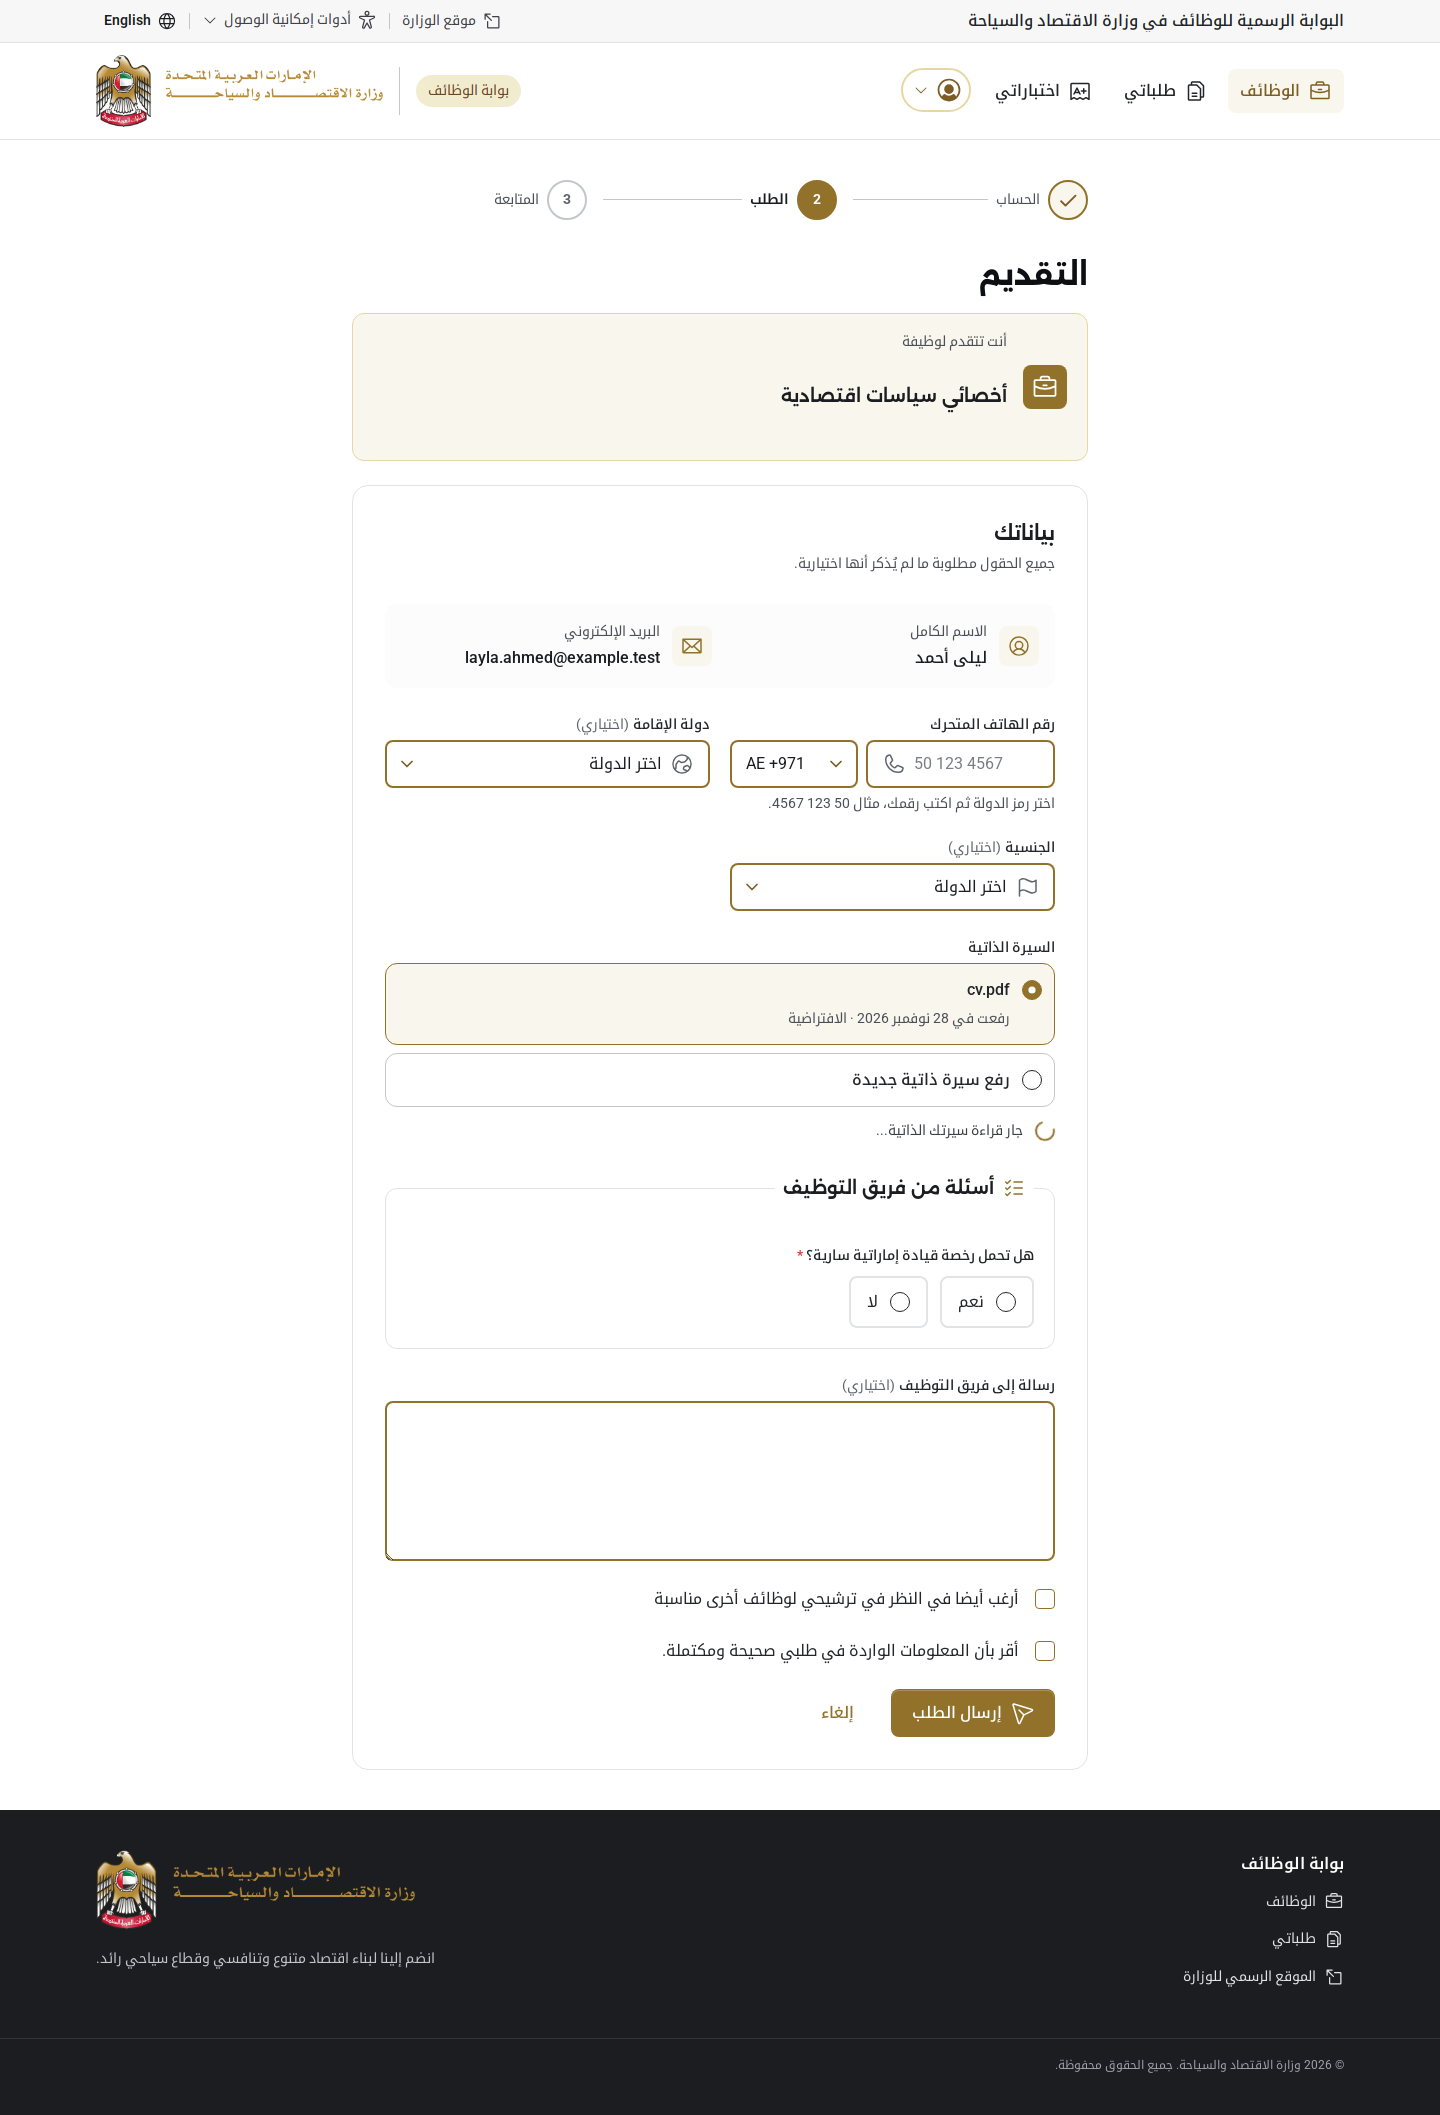 البوابة الرسمية للوظائف في وزارة الاقتصاد والسياحة
موقع الوزارة
أدوات إمكانية الوصول
English
الوظائف
طلباتي
اختباراتي
بوابة الوظائف
الإمارات العربية المتحدة
وزارة الاقتصاد والسياحة
الحساب
2
الطلب
3
المتابعة
التقديم
أنت تتقدم لوظيفة
أخصائي سياسات اقتصادية
بياناتك
جميع الحقول مطلوبة ما لم يُذكر أنها اختيارية.
الاسم الكامل
ليلى أحمد
البريد الإلكتروني
layla.ahmed@example.test
رقم الهاتف المتحرك
50 123 4567
AE +971
اختر رمز الدولة ثم اكتب رقمك، مثال 50 123 4567.
دولة الإقامة (اختياري)
اختر الدولة
الجنسية (اختياري)
اختر الدولة
السيرة الذاتية
cv.pdf
رفعت في 28 نوفمبر 2026 · الافتراضية
رفع سيرة ذاتية جديدة
جار قراءة سيرتك الذاتية...
أسئلة من فريق التوظيف
هل تحمل رخصة قيادة إماراتية سارية؟ *
نعم
لا
رسالة إلى فريق التوظيف (اختياري)
أرغب أيضا في النظر في ترشيحي لوظائف أخرى مناسبة
أقر بأن المعلومات الواردة في طلبي صحيحة ومكتملة.
إرسال الطلب
إلغاء
بوابة الوظائف
الوظائف
طلباتي
الموقع الرسمي للوزارة
الإمارات العربية المتحدة
وزارة الاقتصاد والسياحة
انضم إلينا لبناء اقتصاد متنوع وتنافسي وقطاع سياحي رائد.
© 2026 وزارة الاقتصاد والسياحة. جميع الحقوق محفوظة.